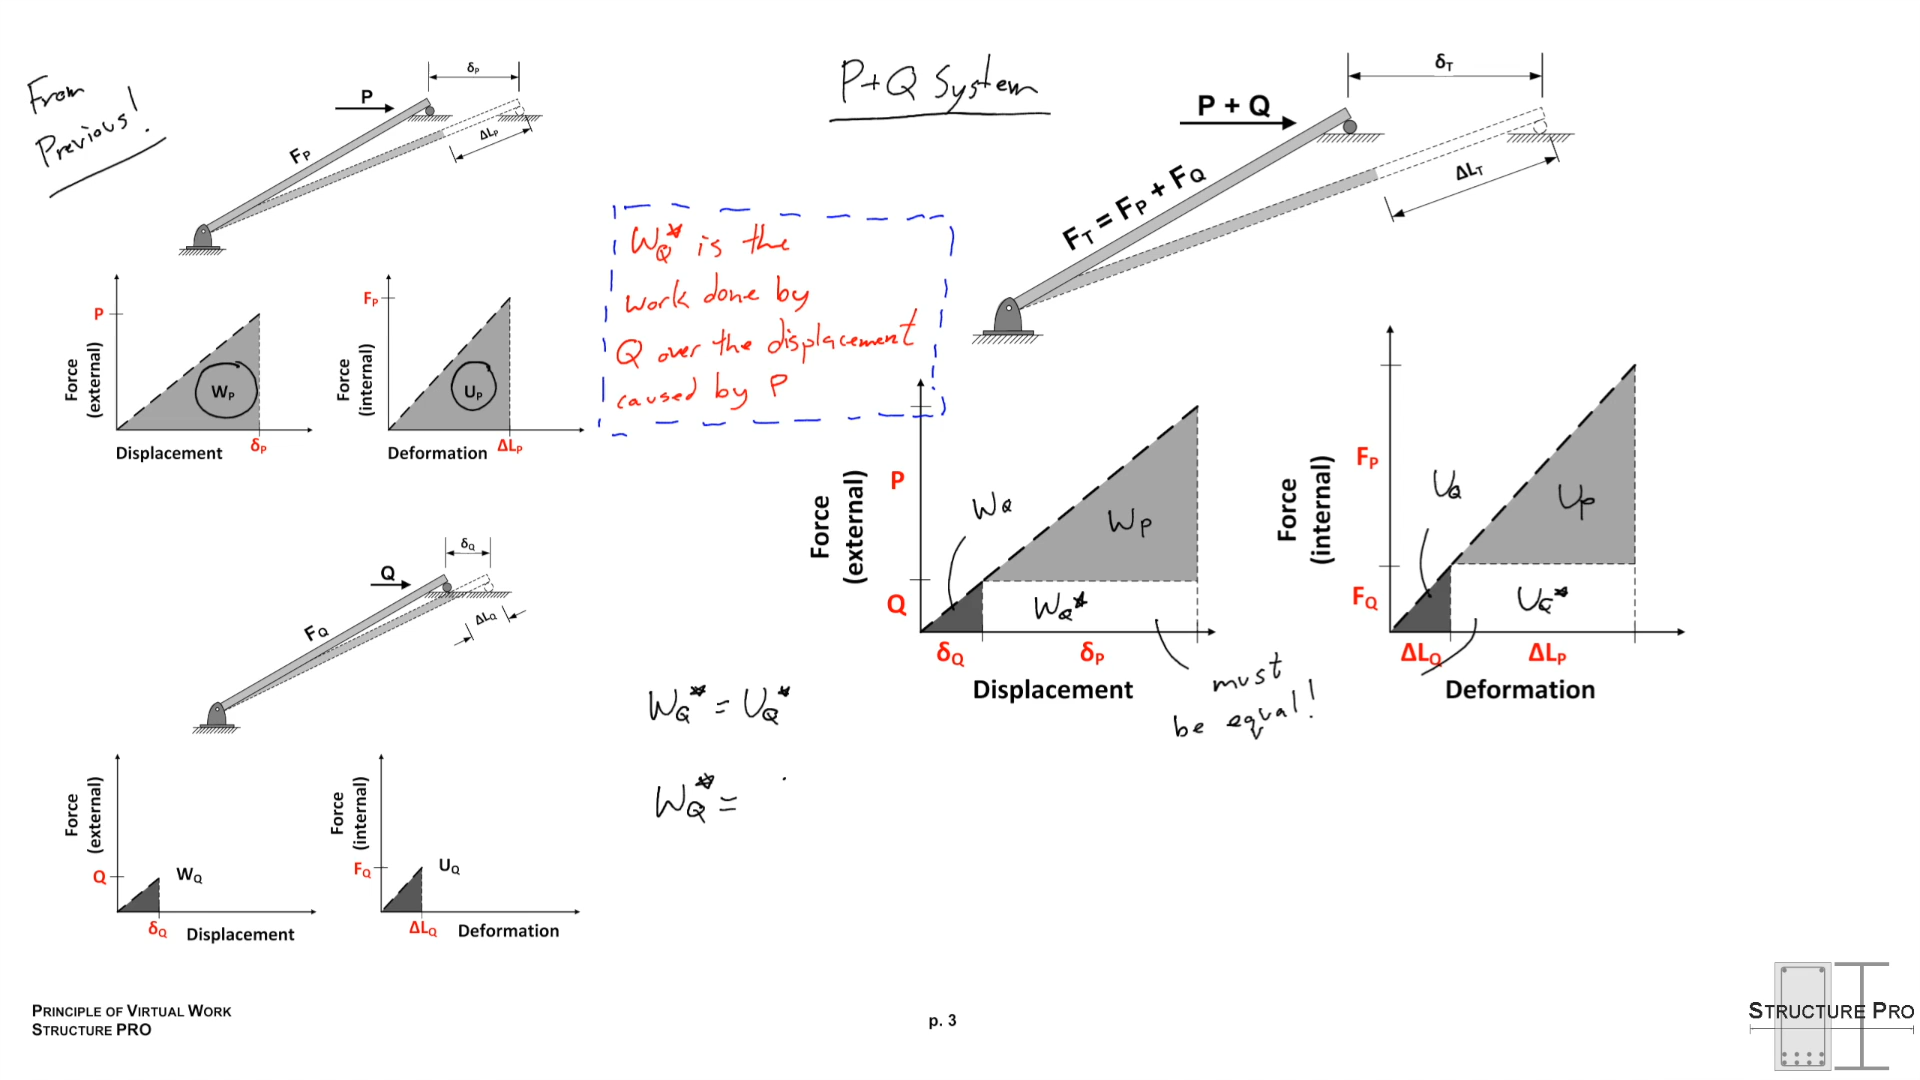 From
Previous!
P
δP
ΔLP
FP
P
Force
(external)
WP
Displacement
δP
FP
Force
(internal)
UP
Deformation
ΔLP
Q
δQ
ΔLQ
FQ
Force
(external)
Q
WQ
δQ
Displacement
Force
(internal)
FQ
UQ
ΔLQ
Deformation
WQ* is the
work done by
Q over the displacement
caused by P
P+Q System
P + Q
δT
ΔLT
FT = FP + FQ
Force
(external)
P
Q
WQ
WP
WQ*
δQ
δP
Displacement
must
be equal!
Force
(internal)
FP
FQ
UQ
UP
UQ*
ΔLQ
ΔLP
Deformation
WQ* = UQ*
WQ* =
PRINCIPLE OF VIRTUAL WORK
STRUCTURE PRO
p. 3
STRUCTURE PRO